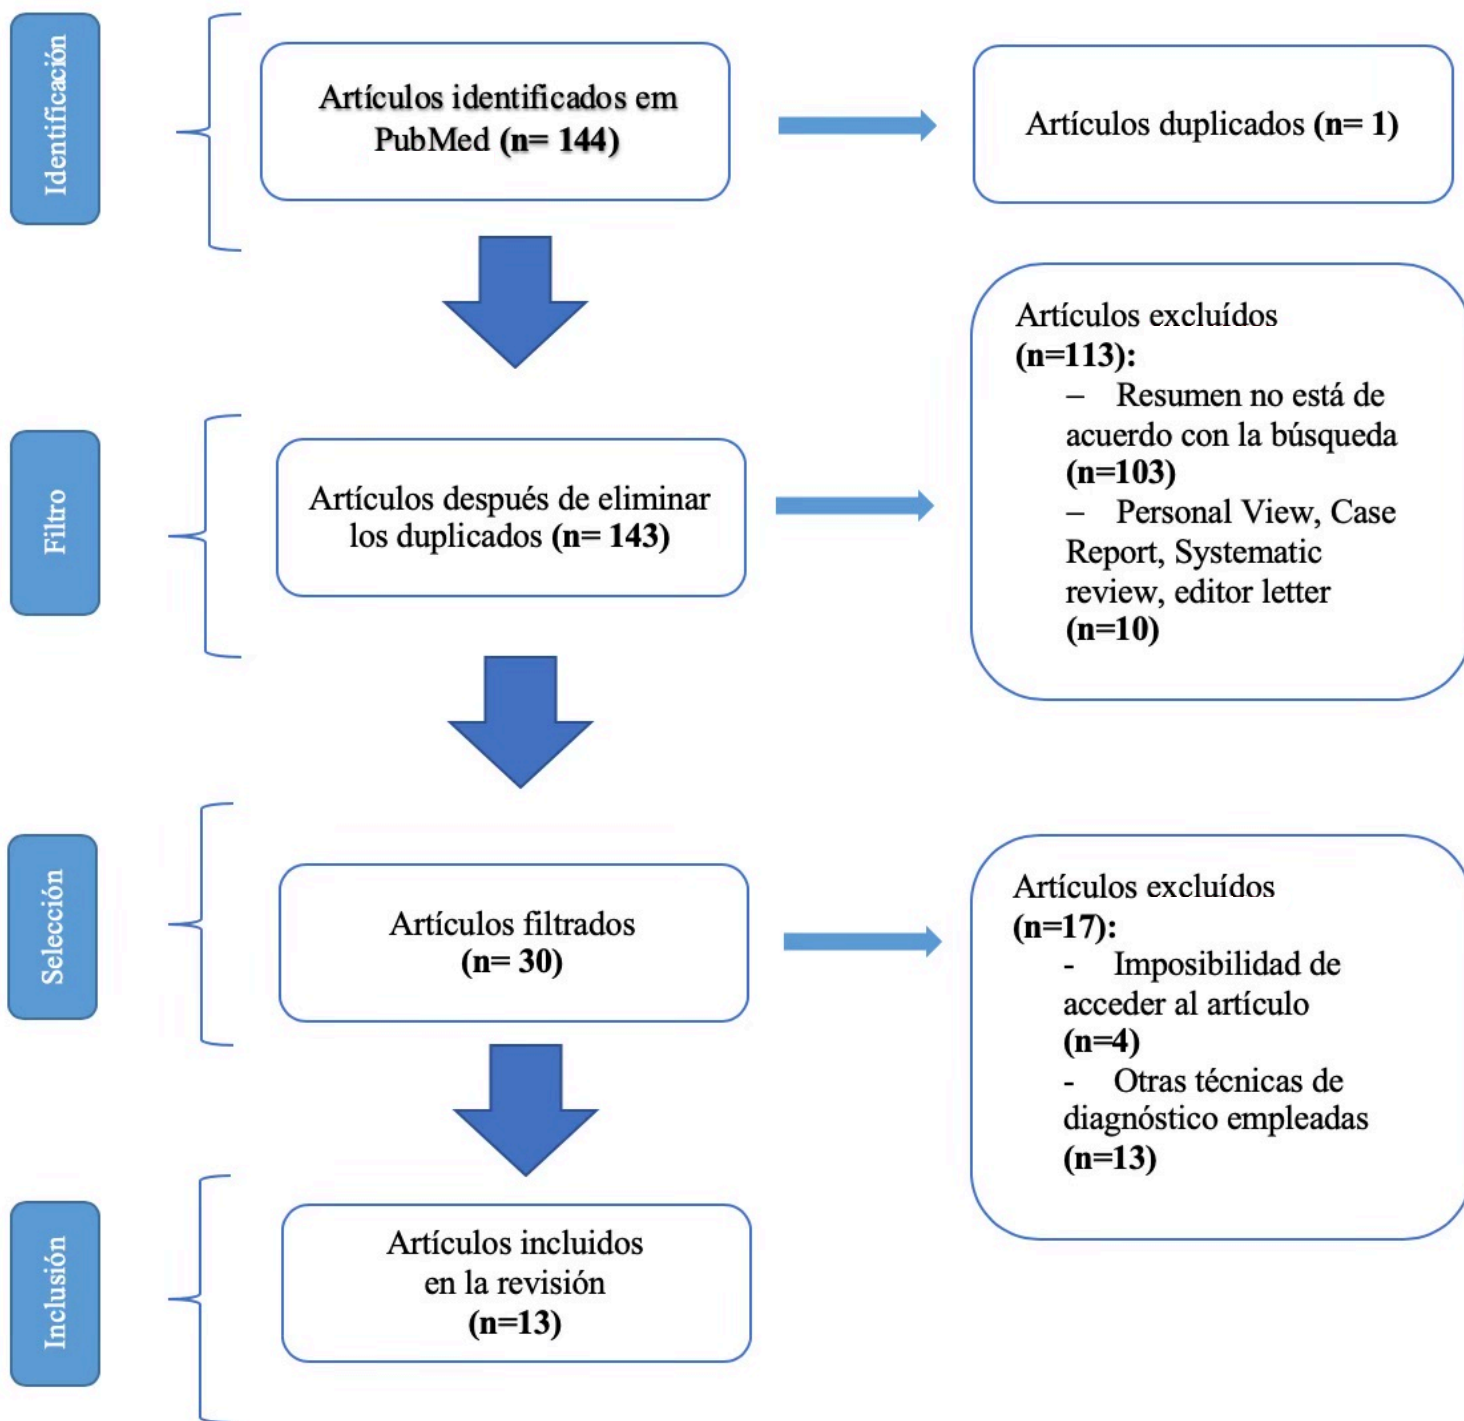 Identificación
Artículos identificados em
PubMed (n= 144)
Artículos duplicados (n= 1)
Filtro
Artículos después de eliminar
los duplicados (n= 143)
Artículos excluídos
(n=113):
– Resumen no está de
acuerdo con la búsqueda
(n=103)
– Personal View, Case
Report, Systematic
review, editor letter
(n=10)
Selección
Artículos filtrados
(n= 30)
Artículos excluídos
(n=17):
- Imposibilidad de
acceder al artículo
(n=4)
- Otras técnicas de
diagnóstico empleadas
(n=13)
Inclusión
Artículos incluidos
en la revisión
(n=13)